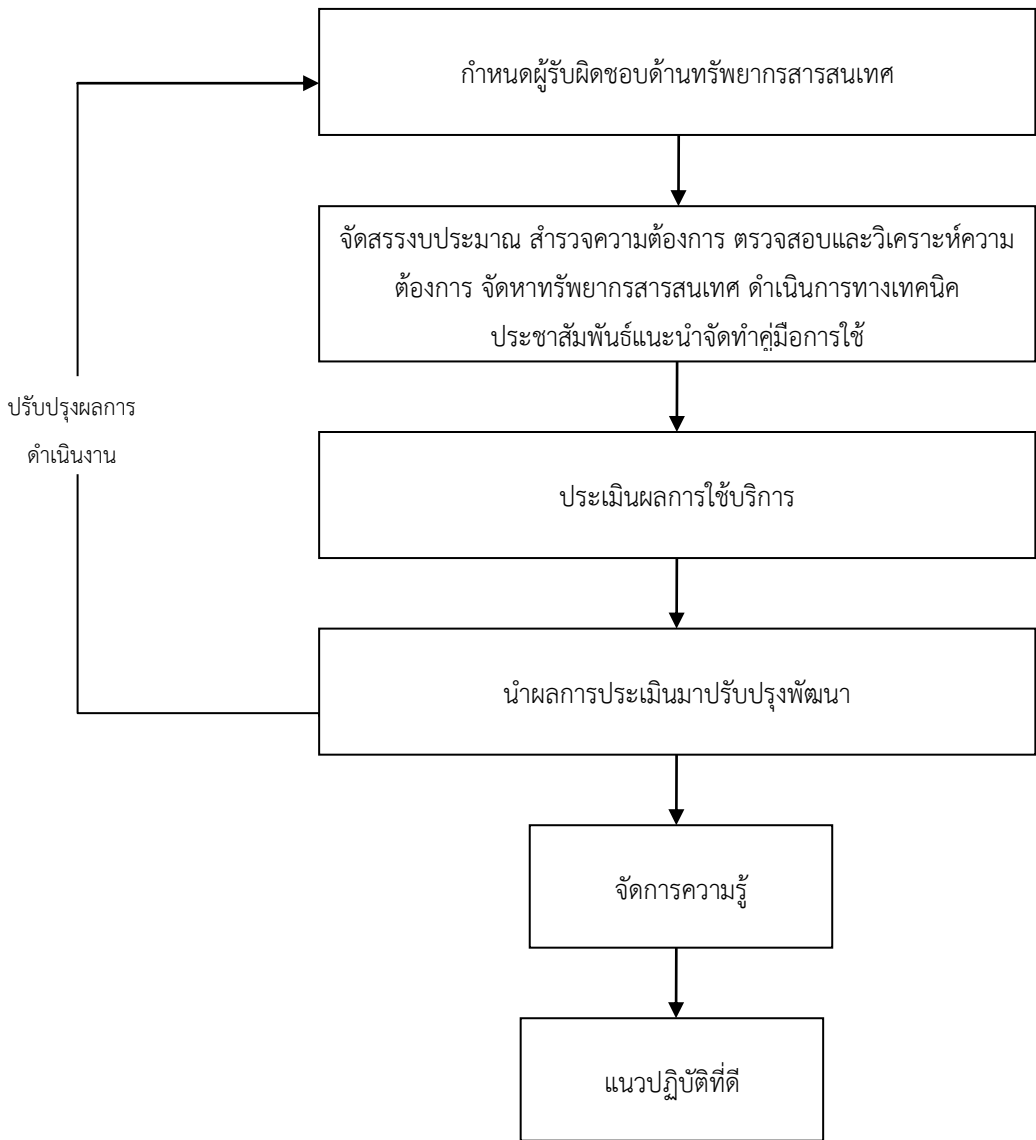 กำหนดผู้รับผิดชอบด้านทรัพยากรสารสนเทศ
จัดสรรงบประมาณ สำรวจความต้องการ ตรวจสอบและวิเคราะห์ความ
ต้องการ จัดหาทรัพยากรสารสนเทศ ดำเนินการทางเทคนิค
ประชาสัมพันธ์แนะนำจัดทำคู่มือการใช้
ปรับปรุงผลการ
ดำเนินงาน
ประเมินผลการใช้บริการ
นำผลการประเมินมาปรับปรุงพัฒนา
จัดการความรู้
แนวปฏิบัติที่ดี